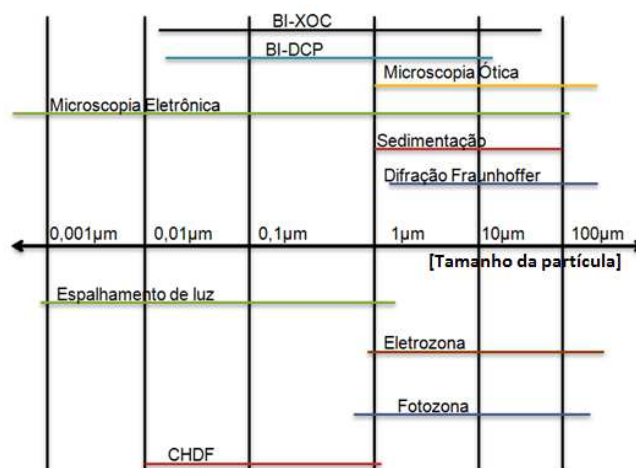 BI-XOC
BI-DCP
Microscopia Ótica
Microscopia Eletrônica
Sedimentação
Difração Fraunhoffer
0,001µm 0,01µm 0,1µm 1µm 10µm 100µm
[Tamanho da partícula]
Espalhamento de luz
Eletrozona
Fotozona
CHDF